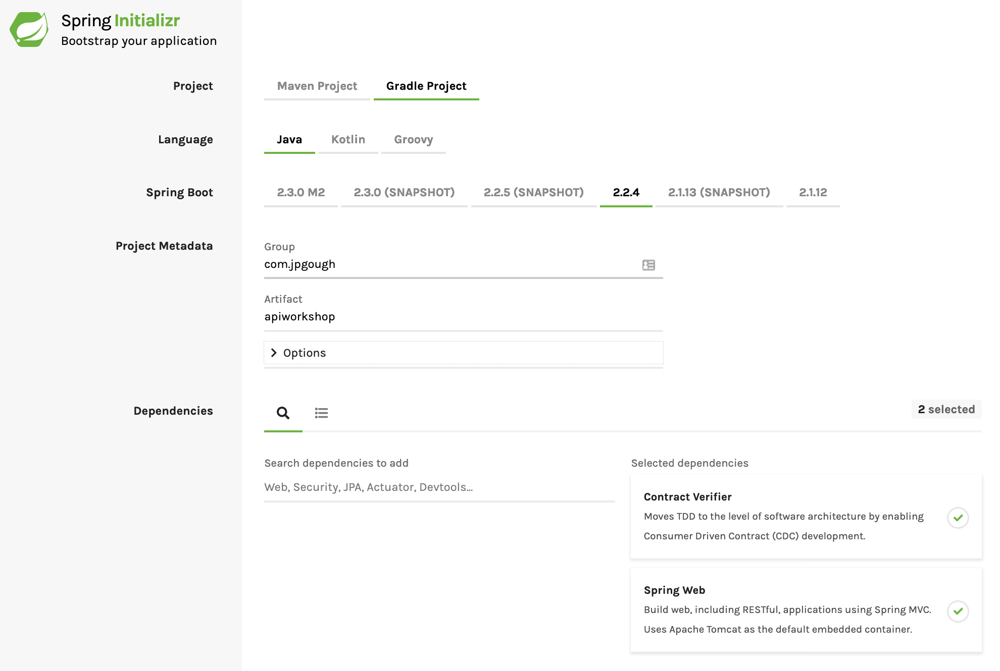 Spring Initializr
Bootstrap your application
Project
Maven Project Gradle Project
Language
Java Kotlin Groovy
Spring Boot
2.3.0 M2 2.3.0 (SNAPSHOT) 2.2.5 (SNAPSHOT) 2.2.4 2.1.13 (SNAPSHOT) 2.1.12
Project Metadata
Group
com.jpgough
Artifact
apiworkshop
Options
Dependencies
2 selected
Search dependencies to add
Web, Security, JPA, Actuator, Devtools...
Selected dependencies
Contract Verifier
Moves TDD to the level of software architecture by enabling
Consumer Driven Contract (CDC) development.
Spring Web
Build web, including RESTful, applications using Spring MVC.
Uses Apache Tomcat as the default embedded container.